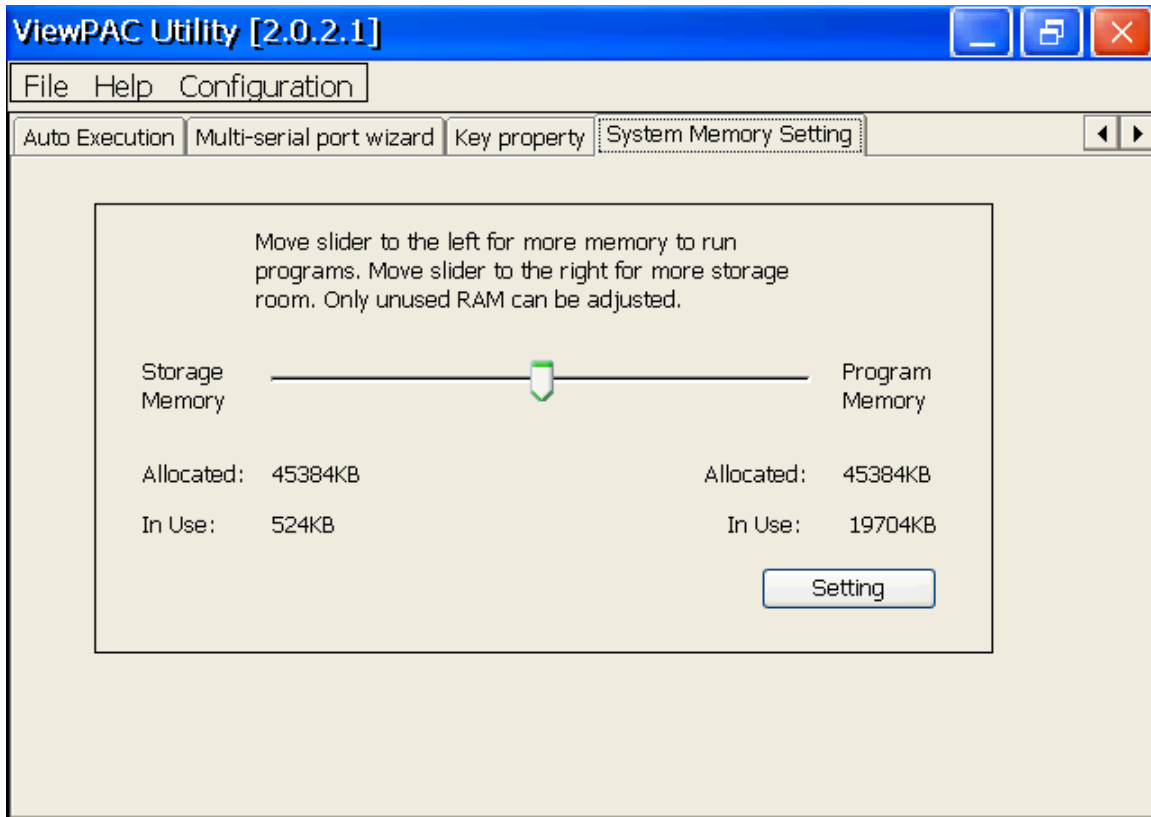 ViewPAC Utility [2.0.2.1]
File Help Configuration
Auto Execution Multi-serial port wizard Key property System Memory Setting
Move slider to the left for more memory to run
programs. Move slider to the right for more storage
room. Only unused RAM can be adjusted.
Storage Program
Memory Memory
Allocated: 45384KB Allocated: 45384KB
In Use: 524KB In Use: 19704KB
Setting